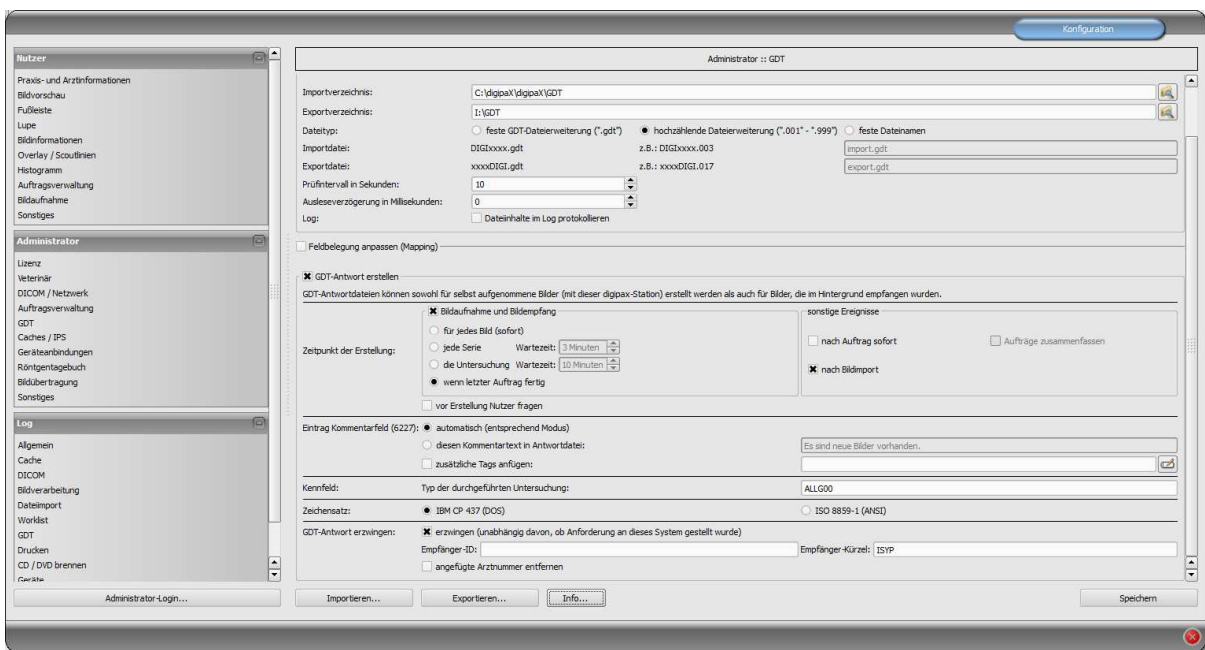 Konfiguration
Nutzer
Praxis- und Arztinformationen
Bildvorschau
Fußleiste
Lupe
Bildinformationen
Overlay / Scoutlinien
Histogramm
Auftragsverwaltung
Bildaufnahme
Sonstiges
Administrator
Lizenz
Veterinär
DICOM / Netzwerk
Auftragsverwaltung
GDT
Caches / IPS
Geräteanbindungen
Röntgentagebuch
Bildübertragung
Sonstiges
Log
Allgemein
Cache
DICOM
Bildverarbeitung
Dateiimport
Worklist
GDT
Drucken
CD / DVD brennen
Geräte
Administrator-Login...
Administrator :: GDT
Importverzeichnis: C:\digipaX\digipaX\GDT
Exportverzeichnis: I:\GDT
Dateityp: feste GDT-Dateierweiterung (".gdt") hochzählende Dateierweiterung (".001" - ".999") feste Dateinamen
Importdatei: DIGIxxxx.gdt z.B.: DIGIxxxx.003 import.gdt
Exportdatei: xxxxDIGI.gdt z.B.: xxxxDIGI.017 export.gdt
Prüfintervall in Sekunden: 10
Ausleseverzögerung in Millisekunden: 0
Log: Dateiinhalte im Log protokollieren
Feldbelegung anpassen (Mapping)
GDT-Antwort erstellen
GDT-Antwortdateien können sowohl für selbst aufgenommene Bilder (mit dieser digipax-Station) erstellt werden als auch für Bilder, die im Hintergrund empfangen wurden.
Bildaufnahme und Bildempfang sonstige Ereignisse
für jedes Bild (sofort)
nach Auftrag sofort Aufträge zusammenfassen
Zeitpunkt der Erstellung: jede Serie Wartezeit: 3 Minuten
die Untersuchung Wartezeit: 10 Minuten
nach Bildimport
wenn letzter Auftrag fertig
vor Erstellung Nutzer fragen
Eintrag Kommentarfeld (6227): automatisch (entsprechend Modus)
diesen Kommentartext in Antwortdatei: Es sind neue Bilder vorhanden.
zusätzliche Tags anfügen:
Kennfeld: Typ der durchgeführten Untersuchung: ALLG00
Zeichensatz: IBM CP 437 (DOS) ISO 8859-1 (ANSI)
GDT-Antwort erzwingen: erzwingen (unabhängig davon, ob Anforderung an dieses System gestellt wurde)
Empfänger-ID: Empfänger-Kürzel: ISYP
angefügte Arztnummer entfernen
Importieren... Exportieren... Info... Speichern